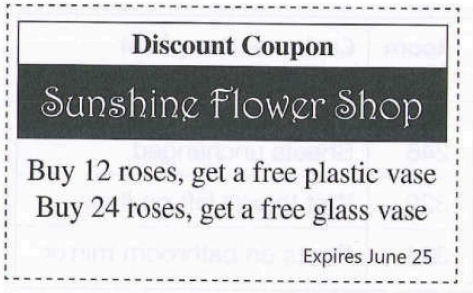 Discount Coupon
Sunshine Flower Shop
Buy 12 roses, get a free plastic vase
Buy 24 roses, get a free glass vase
Expires June 25